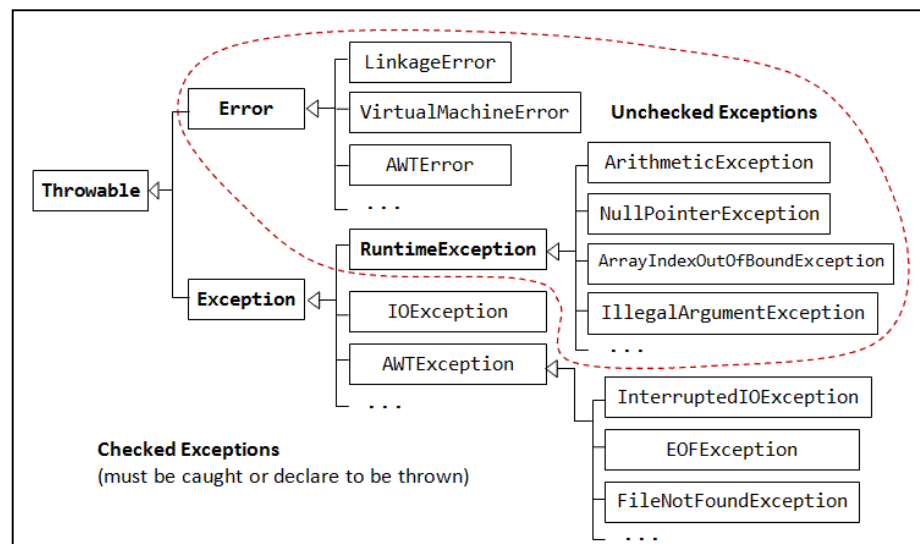 LinkageError
Error
VirtualMachineError
Unchecked Exceptions
AWTError
ArithmeticException
Throwable
...
NullPointerException
RuntimeException
ArrayIndexOutOfBoundException
Exception
IOException
IllegalArgumentException
...
AWTException
...
InterruptedIOException
Checked Exceptions
(must be caught or declare to be thrown)
EOFException
FileNotFoundException
...